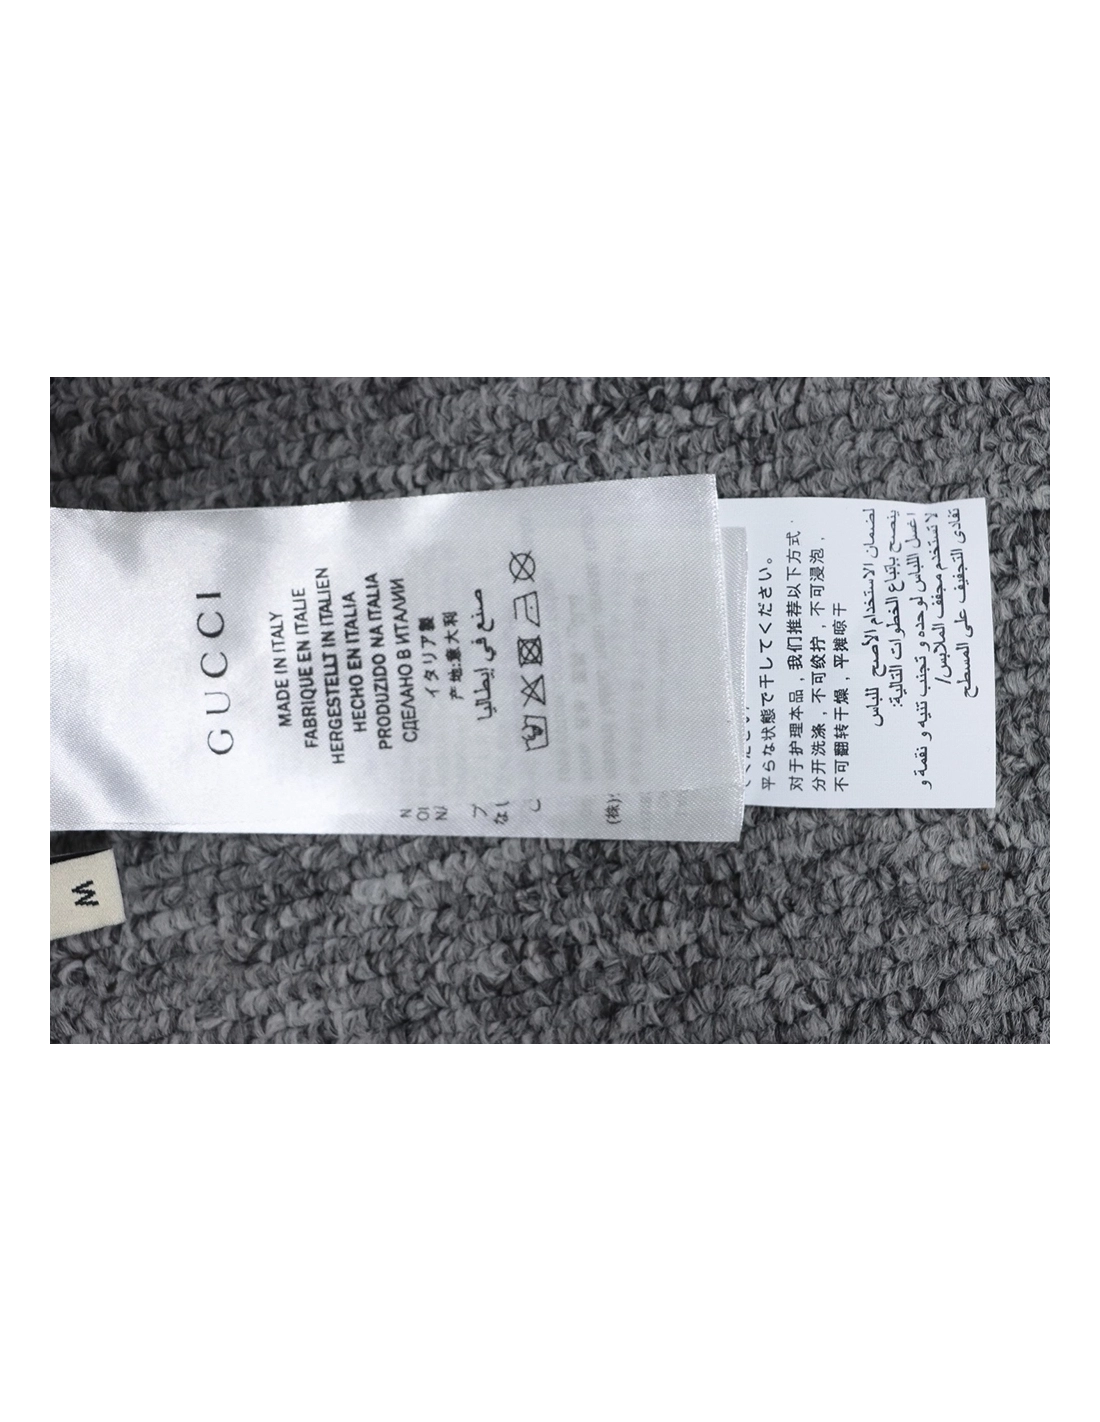 GUCCI
MADE IN ITALY
FABRIQUE EN ITALIE
HERGESTELLT IN ITALIEN
HECHO EN ITALIA
PRODUZIDO NA ITALIA
СДЕЛАНО В ИТАЛИИ
イタリア製
产地:意大利
صنع في إيطاليا
(株)
平らな状態で干してください。
对于护理本品，我们推荐以下方式：
分开洗涤，不可绞拧，不可浸泡，
不可翻转干燥，平摊晾干
لضمان الاستخدام الأصح للباس
ينصح بإتباع الخطوات التالية:
اغسل اللباس لوحده و تجنب تنيه و نقمة و
لا تستخدم مجفف الملابس/
تفادى التجفيف على المسطح
M